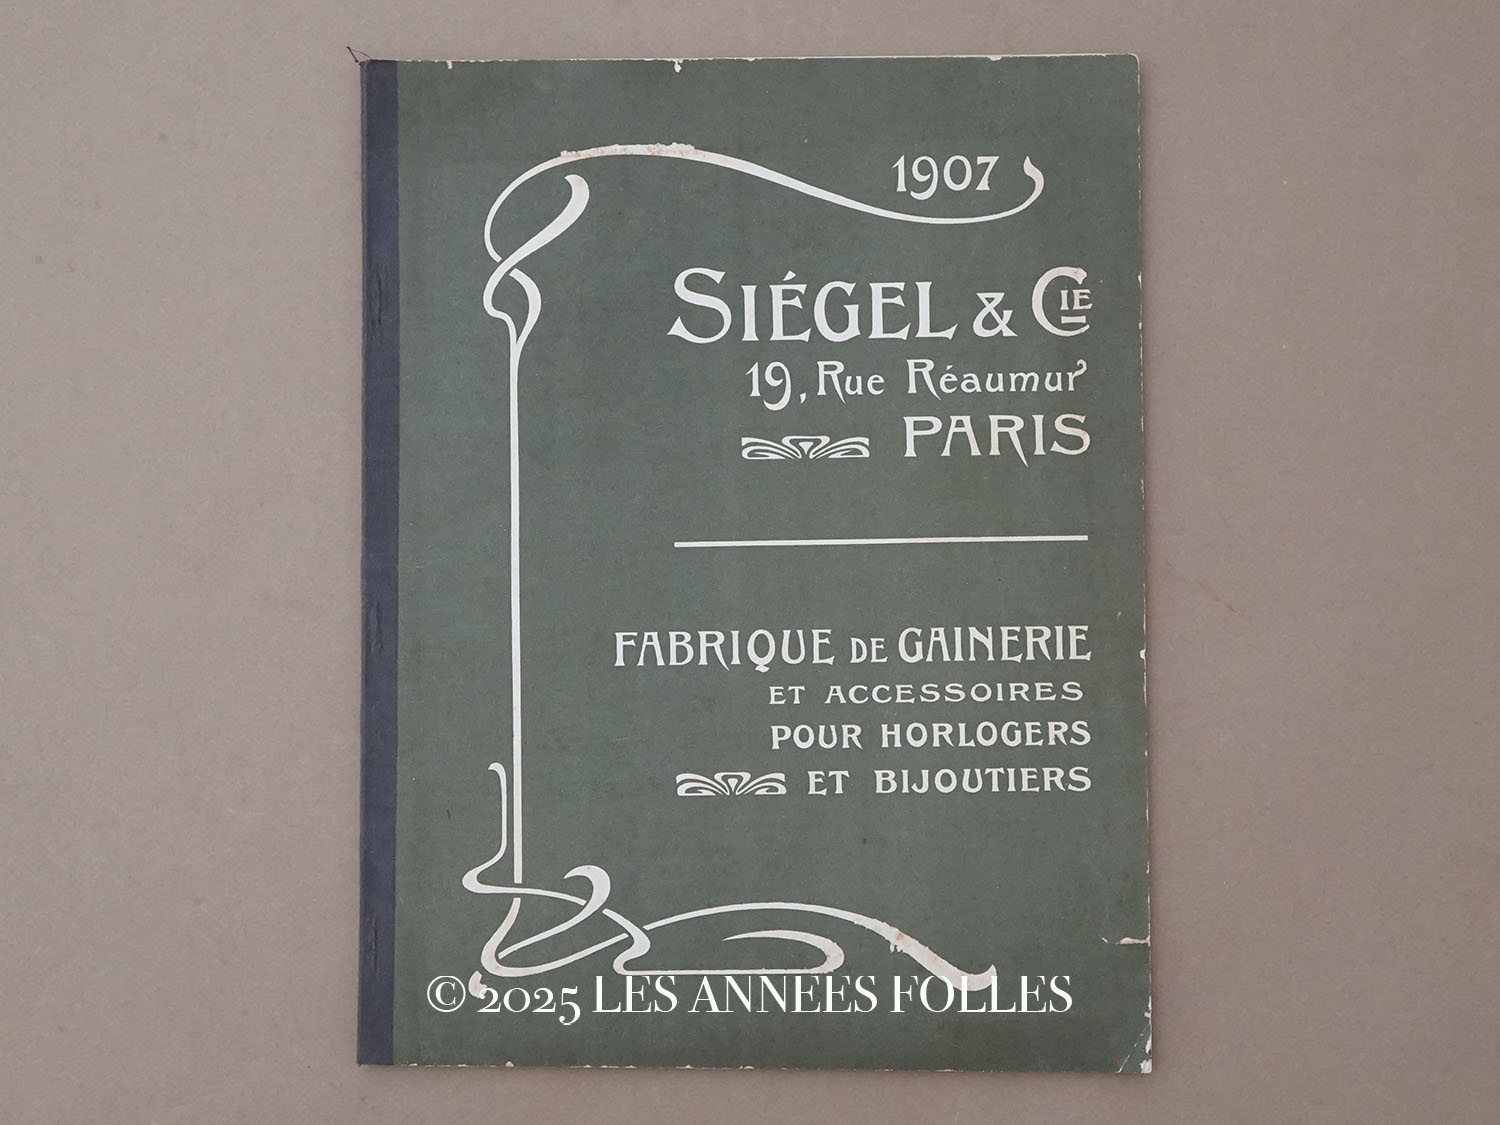 1907
SIÉGEL & CIE
19, Rue Réaumur
PARIS
FABRIQUE DE GAINERIE
ET ACCESSOIRES
POUR HORLOGERS
ET BIJOUTIERS
© 2025 LES ANNEES FOLLES